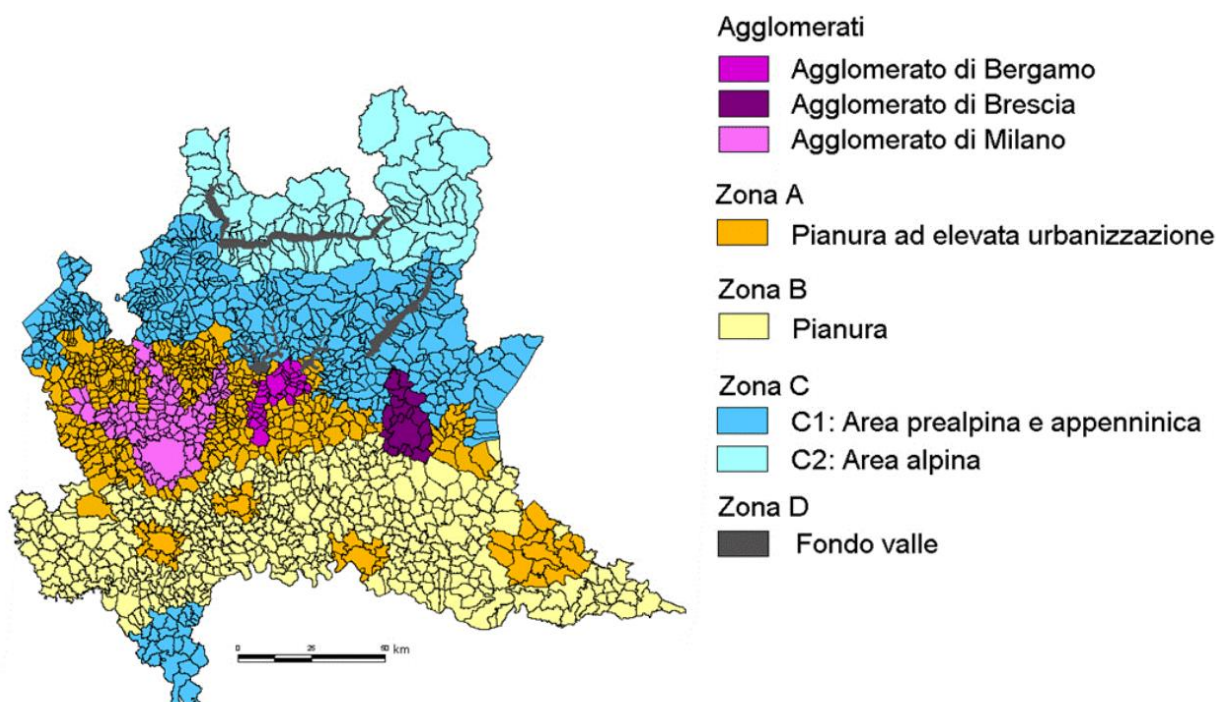 Agglomerati
Agglomerato di Bergamo
Agglomerato di Brescia
Agglomerato di Milano
Zona A
Pianura ad elevata urbanizzazione
Zona B
Pianura
Zona C
C1: Area prealpina e appenninica
C2: Area alpina
Zona D
Fondo valle
0 25 50 km